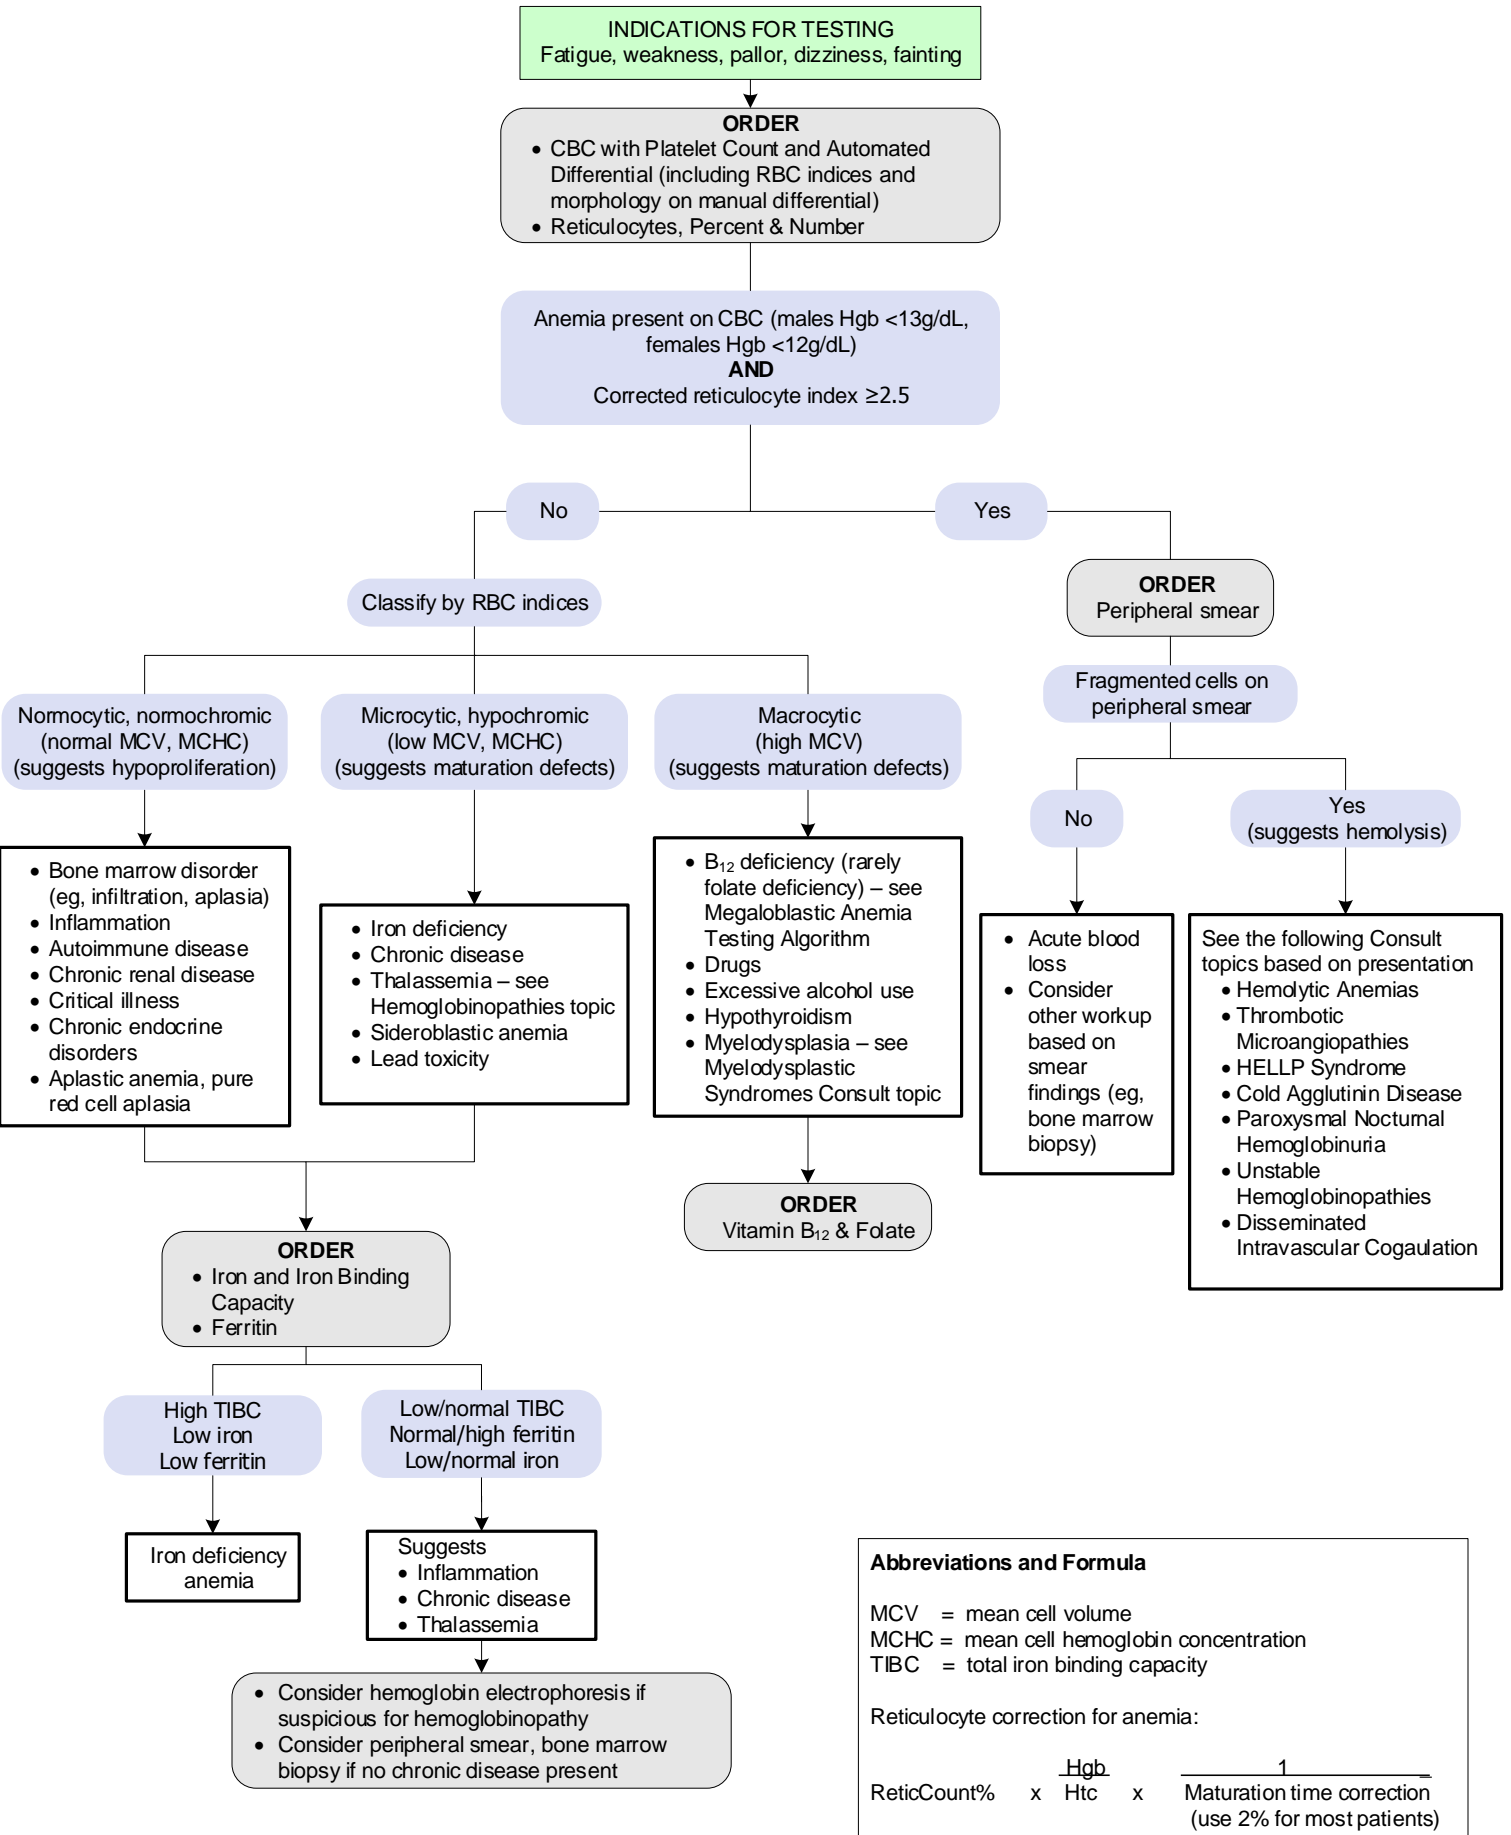 INDICATIONS FOR TESTING
Fatigue, weakness, pallor, dizziness, fainting
ORDER
• CBC with Platelet Count and Automated
Differential (including RBC indices and
morphology on manual differential)
• Reticulocytes, Percent & Number
Anemia present on CBC (males Hgb <13g/dL,
females Hgb <12g/dL)
AND
Corrected reticulocyte index ≥2.5
No
Yes
Classify by RBC indices
ORDER
Peripheral smear
Fragmented cells on
peripheral smear
Normocytic, normochromic
(normal MCV, MCHC)
(suggests hypoproliferation)
Microcytic, hypochromic
(low MCV, MCHC)
(suggests maturation defects)
Macrocytic
(high MCV)
(suggests maturation defects)
No
Yes
(suggests hemolysis)
• Bone marrow disorder
(eg, infiltration, aplasia)
• Inflammation
• Autoimmune disease
• Chronic renal disease
• Critical illness
• Chronic endocrine
disorders
• Aplastic anemia, pure
red cell aplasia
• Iron deficiency
• Chronic disease
• Thalassemia – see
Hemoglobinopathies topic
• Sideroblastic anemia
• Lead toxicity
• B₁₂ deficiency (rarely
folate deficiency) – see
Megaloblastic Anemia
Testing Algorithm
• Drugs
• Excessive alcohol use
• Hypothyroidism
• Myelodysplasia – see
Myelodysplastic
Syndromes Consult topic
• Acute blood
loss
• Consider
other workup
based on
smear
findings (eg,
bone marrow
biopsy)
See the following Consult
topics based on presentation
• Hemolytic Anemias
• Thrombotic
Microangiopathies
• HELLP Syndrome
• Cold Agglutinin Disease
• Paroxysmal Nocturnal
Hemoglobinuria
• Unstable
Hemoglobinopathies
• Disseminated
Intravascular Cogaulation
ORDER
Vitamin B₁₂ & Folate
ORDER
• Iron and Iron Binding
Capacity
• Ferritin
High TIBC
Low iron
Low ferritin
Low/normal TIBC
Normal/high ferritin
Low/normal iron
Iron deficiency
anemia
Suggests
• Inflammation
• Chronic disease
• Thalassemia
• Consider hemoglobin electrophoresis if
suspicious for hemoglobinopathy
• Consider peripheral smear, bone marrow
biopsy if no chronic disease present
Abbreviations and Formula
MCV = mean cell volume
MCHC = mean cell hemoglobin concentration
TIBC = total iron binding capacity
Reticulocyte correction for anemia:
Hgb 1
ReticCount% x Htc x Maturation time correction
(use 2% for most patients)